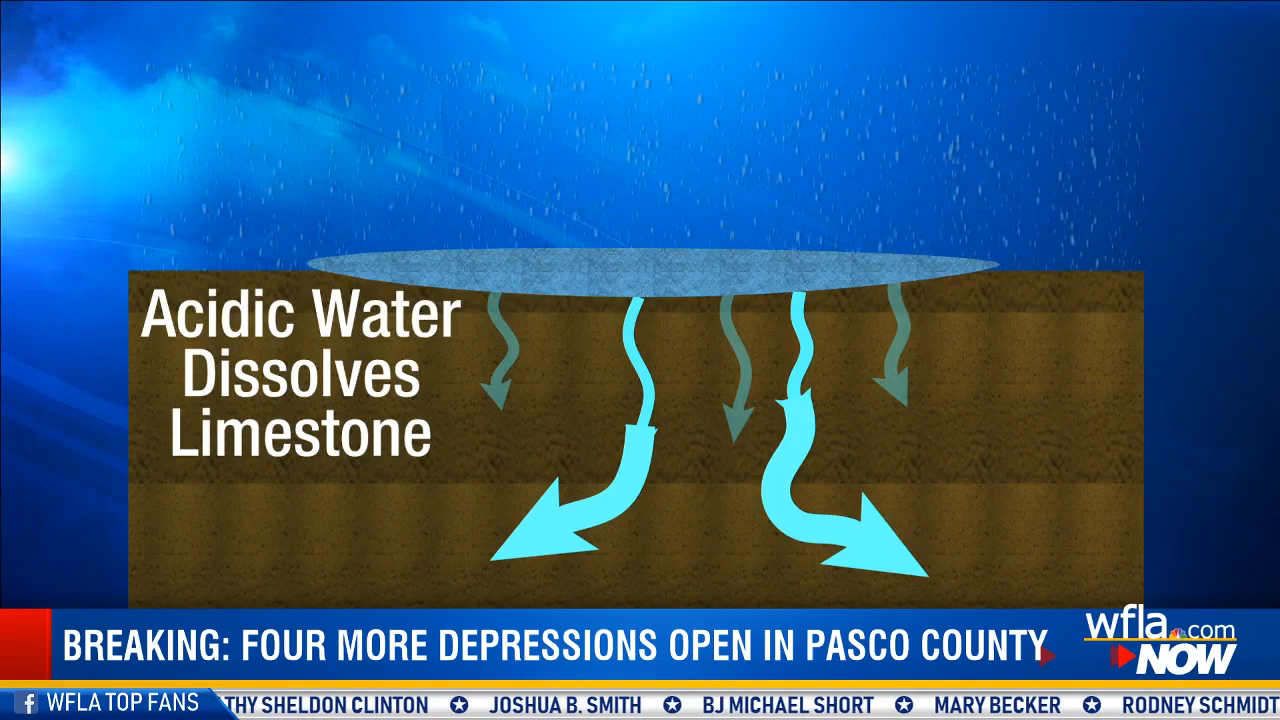 Acidic Water
Dissolves
Limestone
BREAKING: FOUR MORE DEPRESSIONS OPEN IN PASCO COUNTY
wfla.com
NOW
f WFLA TOP FANS
THY SHELDON CLINTON JOSHUA B. SMITH BJ MICHAEL SHORT MARY BECKER RODNEY SCHMIDT